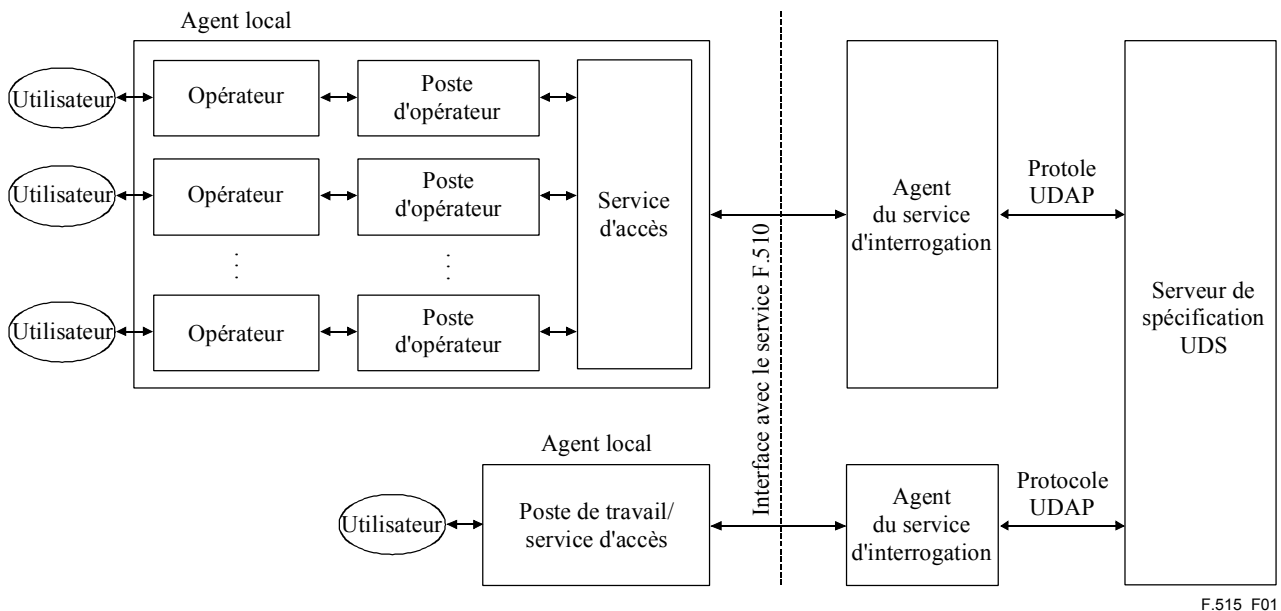 Agent local
Utilisateur
Opérateur
Poste
d'opérateur
Utilisateur
Opérateur
Poste
d'opérateur
Utilisateur
Opérateur
Poste
d'opérateur
Service
d'accès
Interface avec le service F.510
Agent
du service
d'interrogation
Protole
UDAP
Serveur de
spécification
UDS
Agent local
Utilisateur
Poste de travail/
service d'accès
Agent
du service
d'interrogation
Protocole
UDAP
F.515_F01